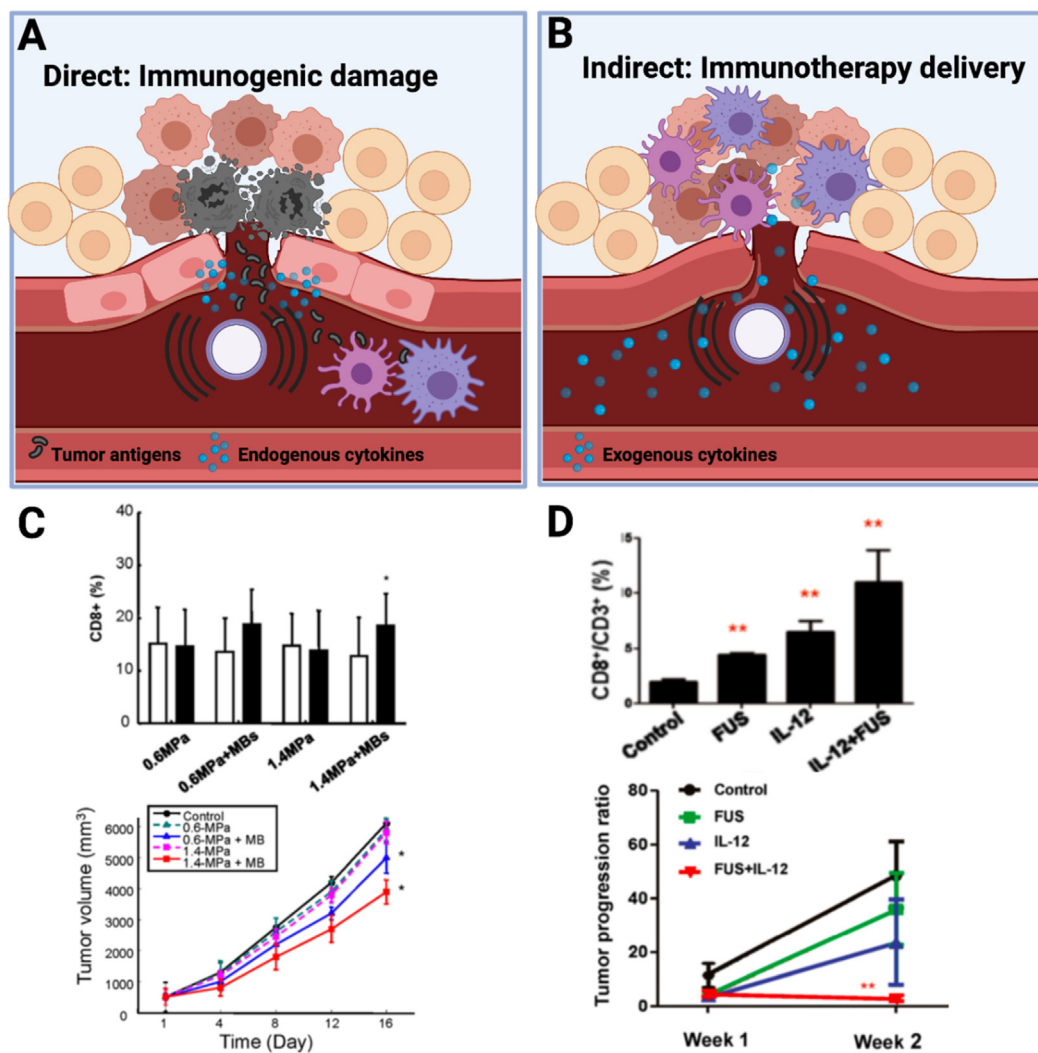 A
Direct: Immunogenic damage
Tumor antigens
Endogenous cytokines
B
Indirect: Immunotherapy delivery
Exogenous cytokines
C
CD8+ (%)
40
30
20
10
0
*
0.6MPa
0.6MPa+MBs
1.4MPa
1.4MPa+MBs
Tumor volume (mm³)
6000
5000
4000
3000
2000
1000
0
Control
0.6-MPa
0.6-MPa + MB
1.4-MPa
1.4-MPa + MB
*
*
1
4
8
12
16
Time (Day)
D
CD8⁺/CD3⁺ (%)
10
5
0
**
**
**
Control
FUS
IL-12
IL-12+FUS
Tumor progression ratio
80
60
40
20
0
Control
FUS
IL-12
FUS+IL-12
**
Week 1
Week 2